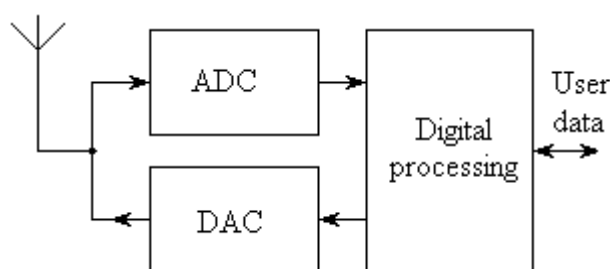 ADC
Digital
processing
User
data
DAC